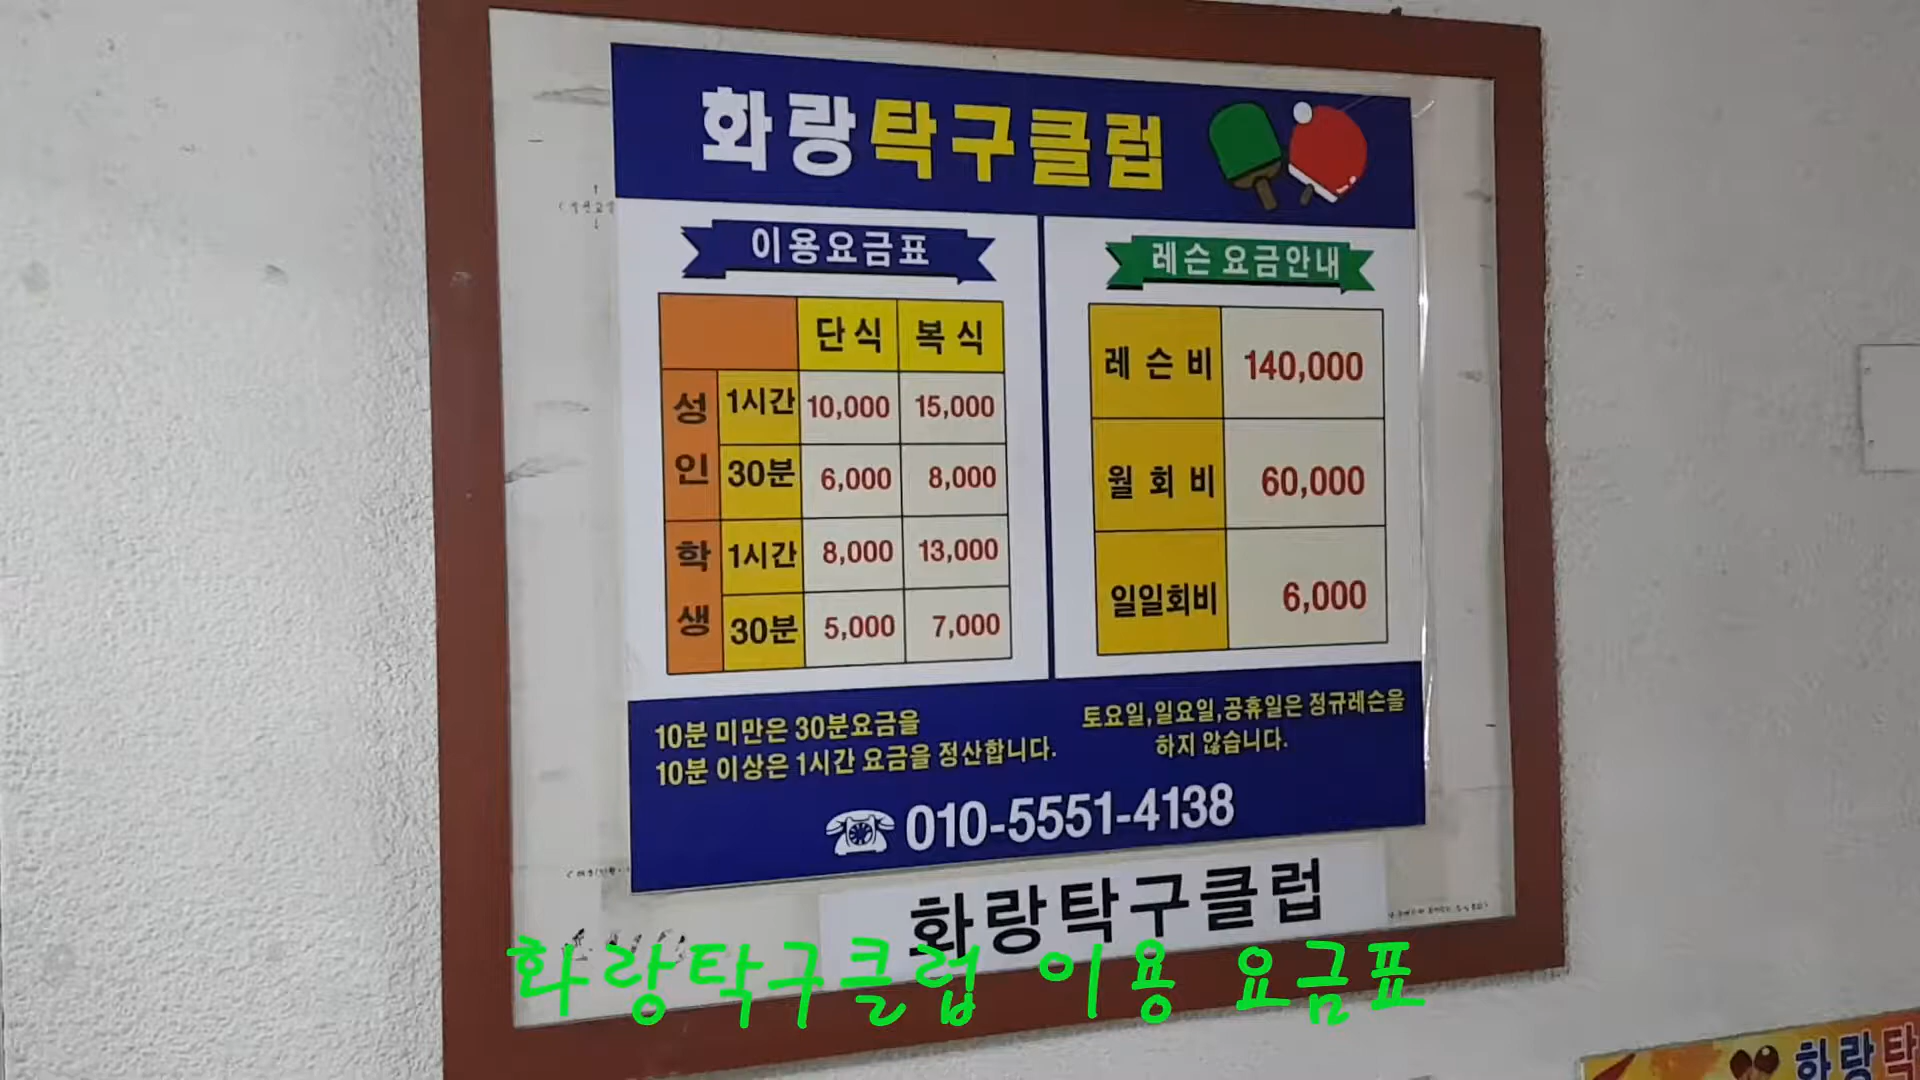 화랑탁구클럽
이용요금표
단식 복식
성인 1시간 10,000 15,000
30분 6,000 8,000
학생 1시간 8,000 13,000
30분 5,000 7,000
레슨 요금안내
레슨비 140,000
월회비 60,000
일일회비 6,000
10분 미만은 30분요금을
10분 이상은 1시간 요금을 정산합니다.
토요일,일요일,공휴일은 정규레슨을
하지 않습니다.
010-5551-4138
화랑탁구클럽
화랑탁구클럽 이용 요금표
화랑탁